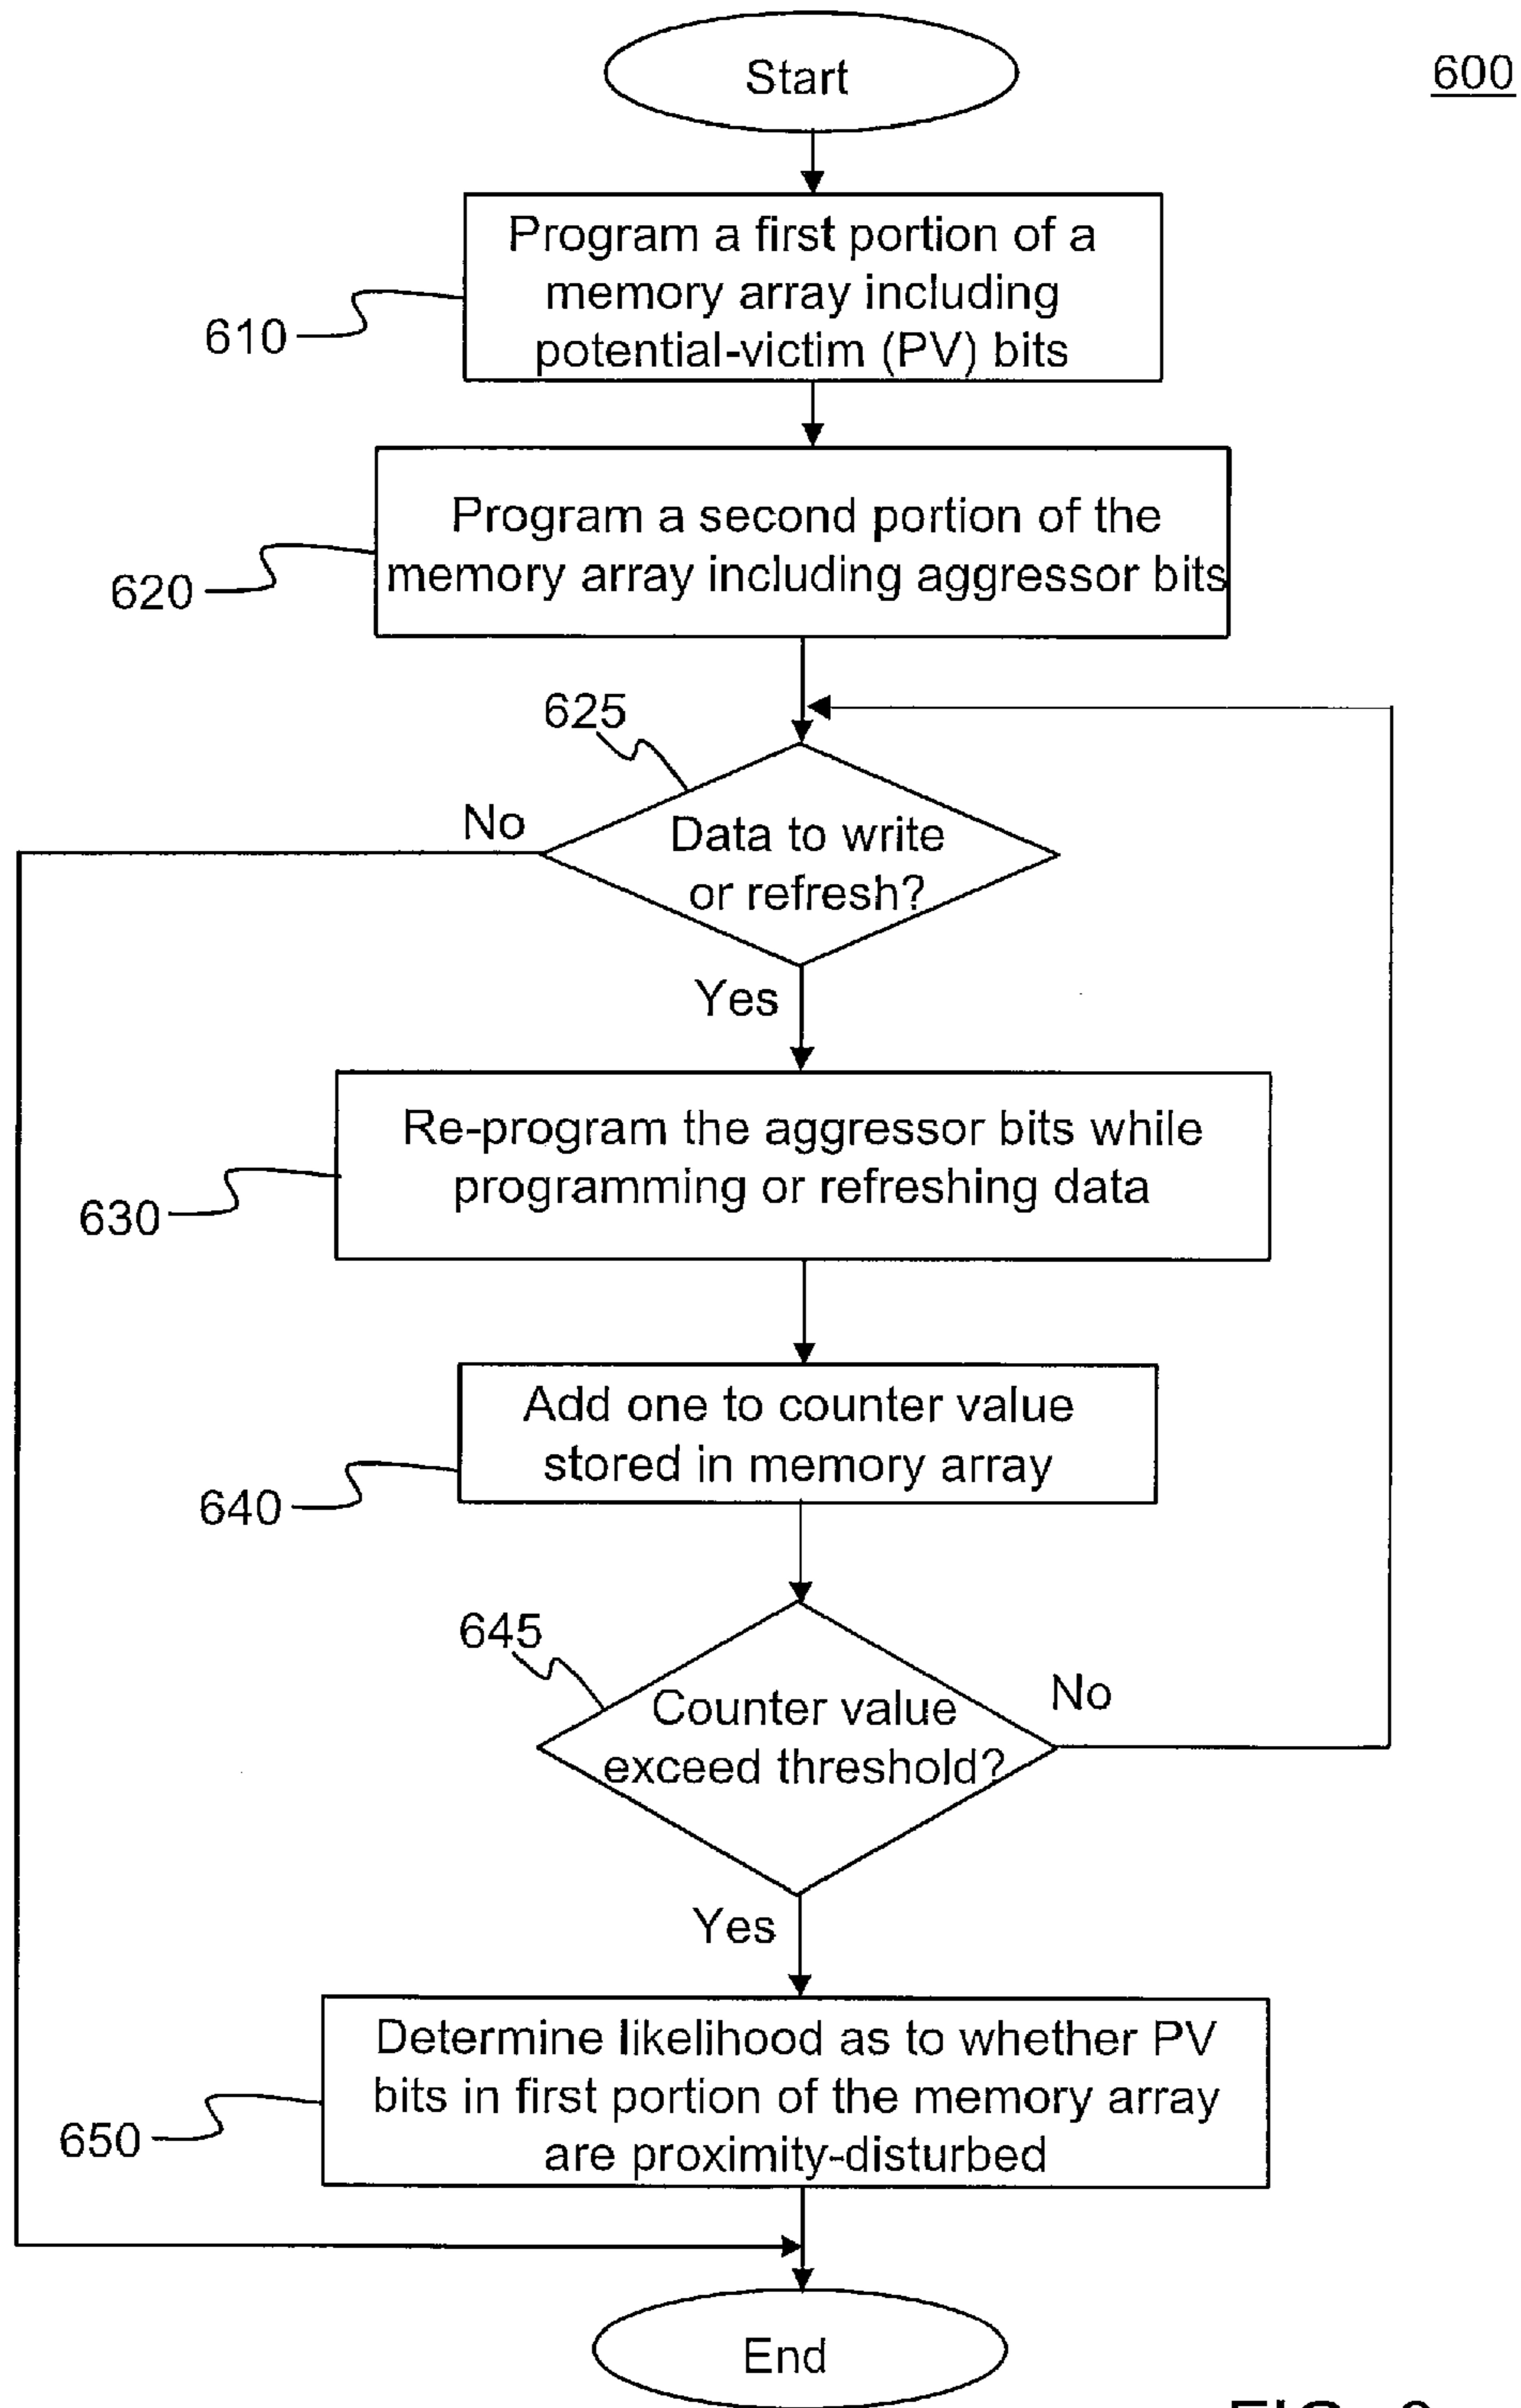 Start
600
Program a first portion of a
memory array including
potential-victim (PV) bits
610
Program a second portion of the
memory array including aggressor bits
620
625
No
Data to write
or refresh?
Yes
Re-program the aggressor bits while
programming or refreshing data
630
Add one to counter value
stored in memory array
640
645
Counter value
exceed threshold?
No
Yes
Determine likelihood as to whether PV
bits in first portion of the memory array
are proximity-disturbed
650
End